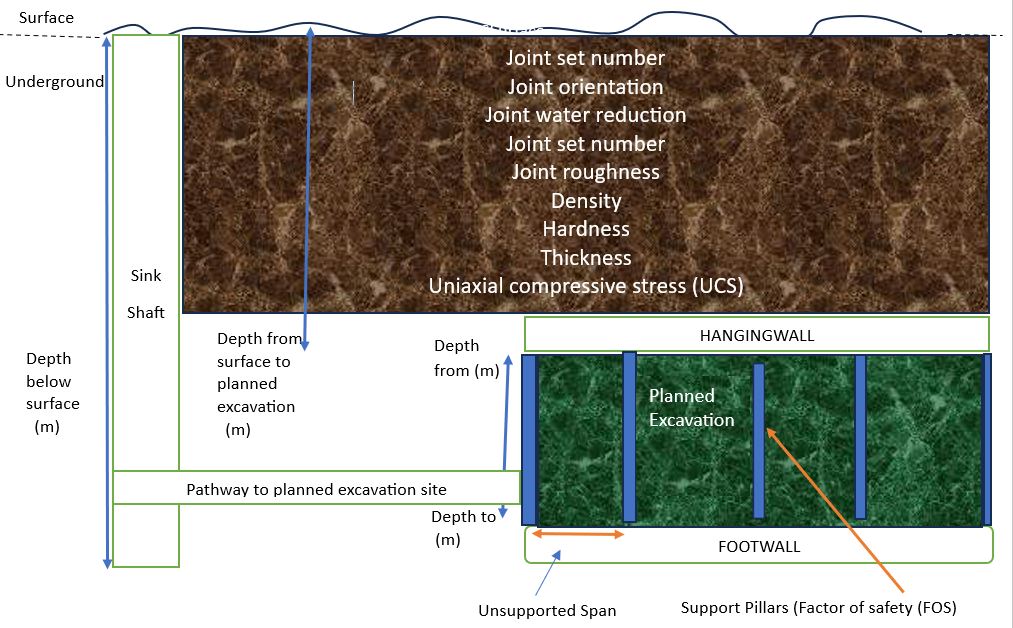 Surface
Underground
Joint set number
Joint orientation
Joint water reduction
Joint set number
Joint roughness
Density
Hardness
Thickness
Uniaxial compressive stress (UCS)
Sink
Shaft
Depth
below
surface
(m)
Depth from
surface to
planned
excavation
(m)
Depth
from (m)
HANGINGWALL
Planned
Excavation
Pathway to planned excavation site
Depth to
(m)
FOOTWALL
Unsupported Span
Support Pillars (Factor of safety (FOS)